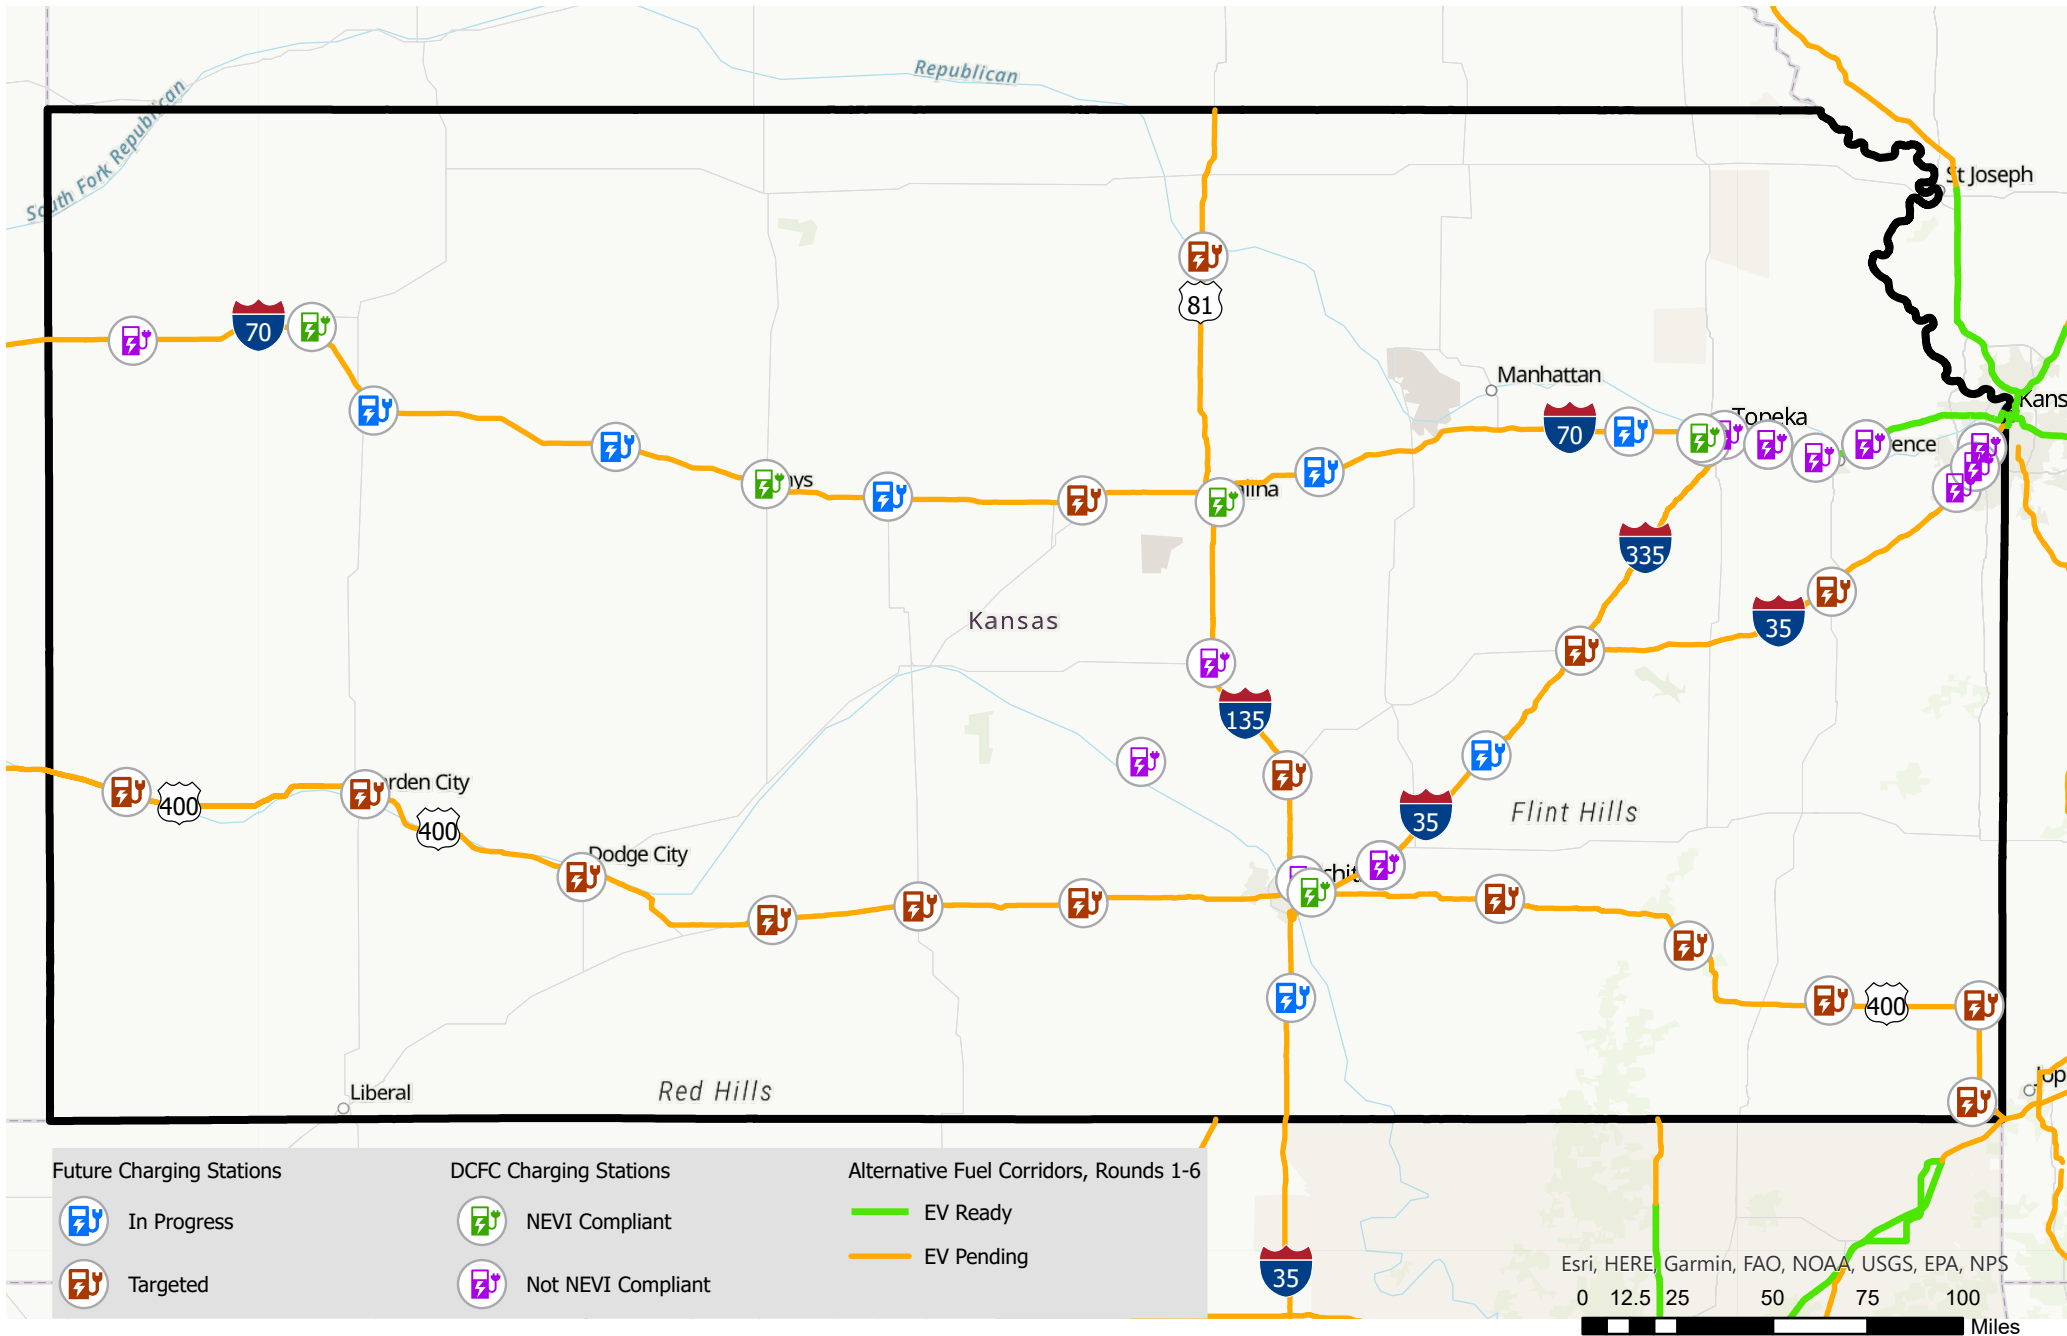 Republican
South Fork Republican
St Joseph
81
70
Manhattan
Kans
Topeka
70
ence
ys
lina
335
Kansas
35
135
rden City
400
400
Flint Hills
35
Dodge City
chit
400
Liberal
Red Hills
Jop
Future Charging Stations
In Progress
Targeted
DCFC Charging Stations
NEVI Compliant
Not NEVI Compliant
Alternative Fuel Corridors, Rounds 1-6
EV Ready
EV Pending
35
Esri, HERE, Garmin, FAO, NOAA, USGS, EPA, NPS
0 12.5 25 50 75 100
Miles